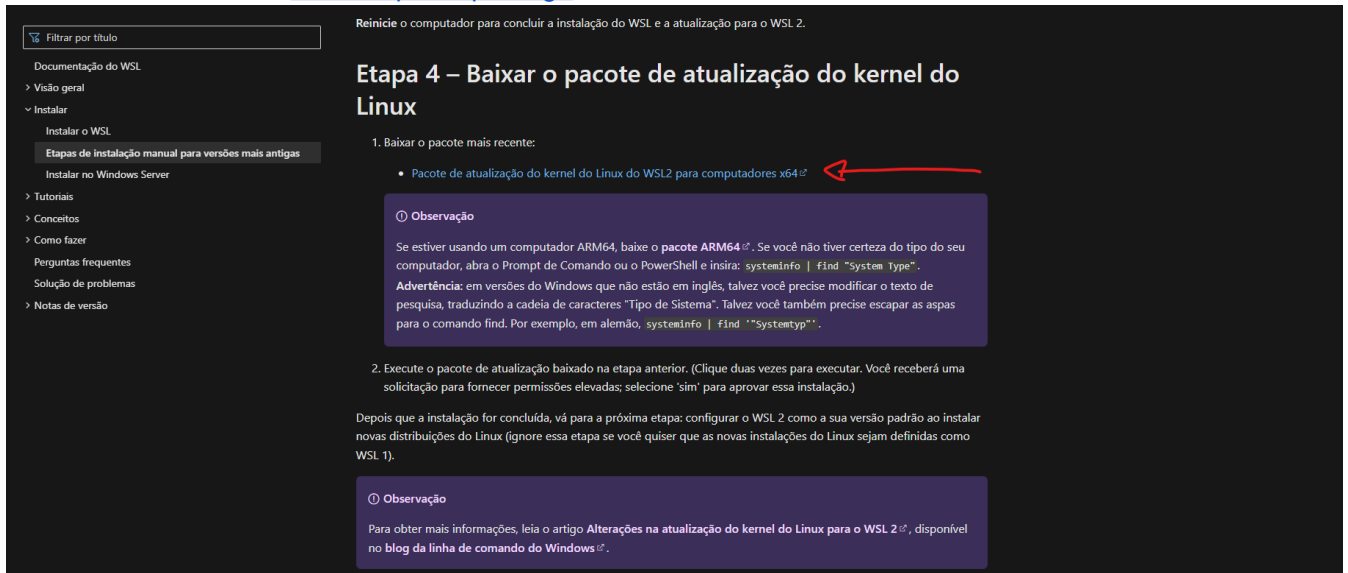 Reinicie o computador para concluir a instalação do WSL e a atualização para o WSL 2.
Filtrar por título
Documentação do WSL
Visão geral
Instalar
Instalar o WSL
Etapas de instalação manual para versões mais antigas
Instalar no Windows Server
Tutoriais
Conceitos
Como fazer
Perguntas frequentes
Solução de problemas
Notas de versão
Etapa 4 – Baixar o pacote de atualização do kernel do
Linux
1. Baixar o pacote mais recente:
• Pacote de atualização do kernel do Linux do WSL2 para computadores x64
Observação
Se estiver usando um computador ARM64, baixe o pacote ARM64. Se você não tiver certeza do tipo do seu
computador, abra o Prompt de Comando ou o PowerShell e insira: systeminfo | find "System Type".
Advertência: em versões do Windows que não estão em inglês, talvez você precise modificar o texto de
pesquisa, traduzindo a cadeia de caracteres "Tipo de Sistema". Talvez você também precise escapar as aspas
para o comando find. Por exemplo, em alemão, systeminfo | find '"Systemtyp"'.
2. Execute o pacote de atualização baixado na etapa anterior. (Clique duas vezes para executar. Você receberá uma
solicitação para fornecer permissões elevadas; selecione 'sim' para aprovar essa instalação.)
Depois que a instalação for concluída, vá para a próxima etapa: configurar o WSL 2 como a sua versão padrão ao instalar
novas distribuições do Linux (ignore essa etapa se você quiser que as novas instalações do Linux sejam definidas como
WSL 1).
Observação
Para obter mais informações, leia o artigo Alterações na atualização do kernel do Linux para o WSL 2, disponível
no blog da linha de comando do Windows.